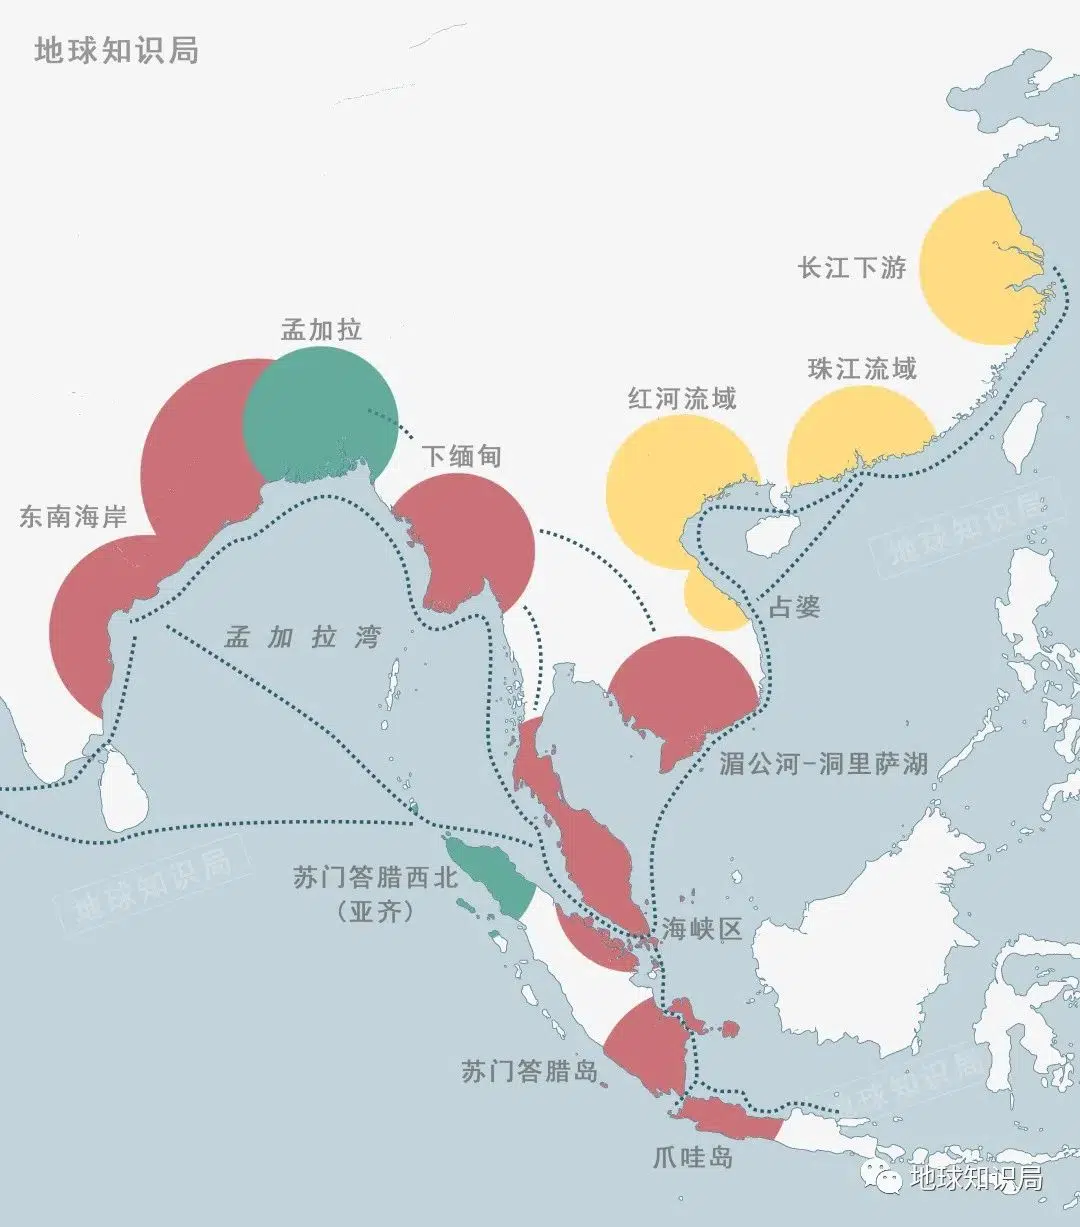 地球知识局
长江下游
孟加拉
珠江流域
红河流域
下缅甸
东南海岸
地球知识局
占婆
孟加拉湾
湄公河-洞里萨湖
地球知识局
苏门答腊西北
(亚齐)
海峡区
苏门答腊岛
地球知识局
爪哇岛
地球知识局